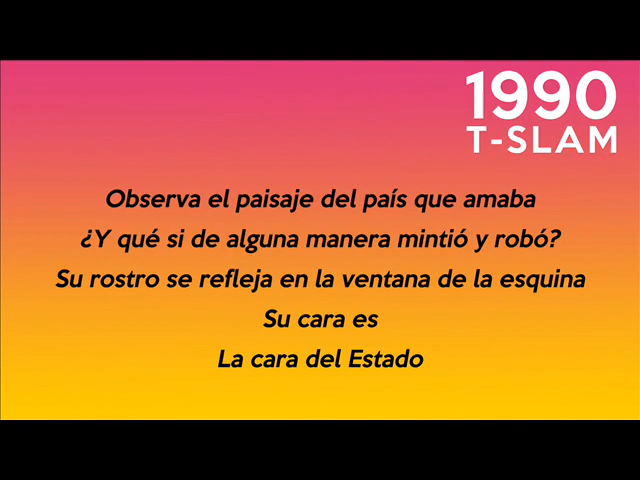 1990
T-SLAM
Observa el paisaje del país que amaba
¿Y qué si de alguna manera mintió y robó?
Su rostro se refleja en la ventana de la esquina
Su cara es
La cara del Estado